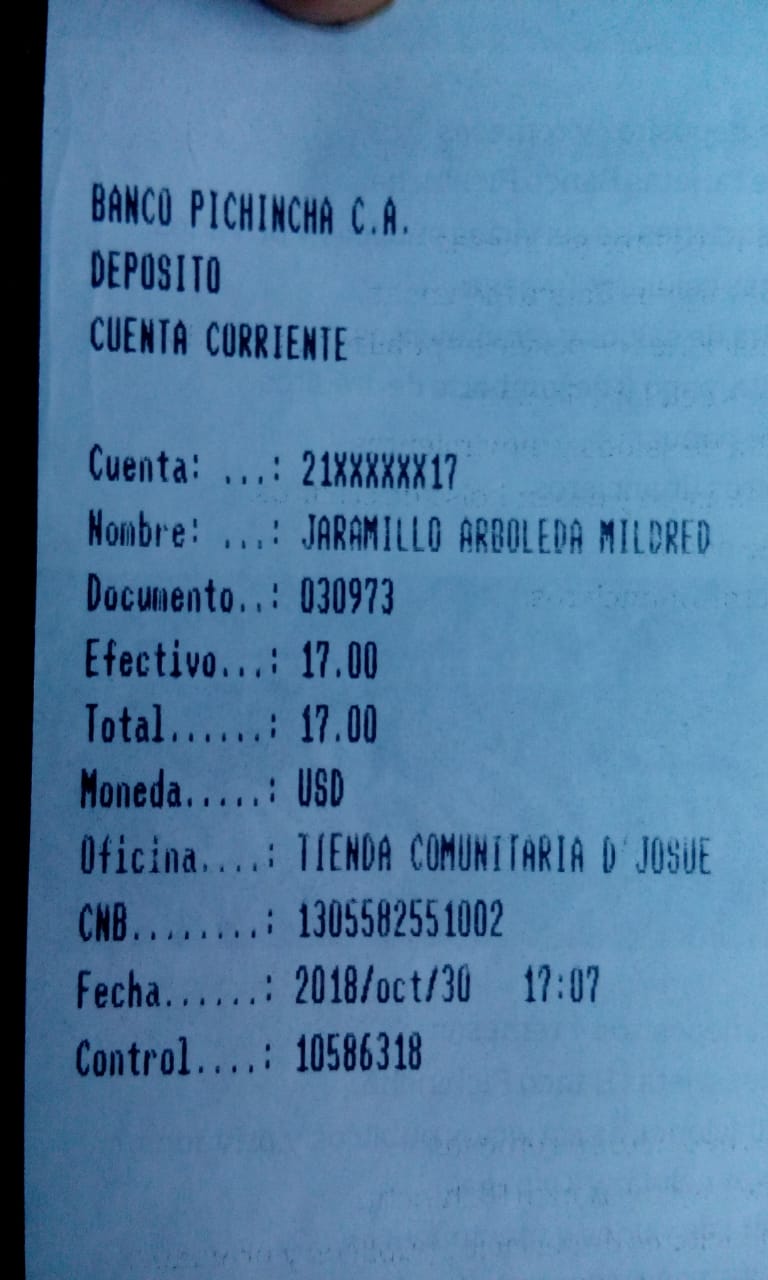 BANCO PICHINCHA C.A.
DEPOSITO
CUENTA CORRIENTE
Cuenta: ...: 21XXXXXX17
Nombre: ...: JARAMILLO ARBOLEDA MILDRED
Documento..: 030973
Efectivo...: 17.00
Total......: 17.00
Moneda.....: USD
Oficina....: TIENDA COMUNITARIA D'JOSUE
CNB........: 1305582551002
Fecha......: 2018/oct/30 17:07
Control....: 10586318